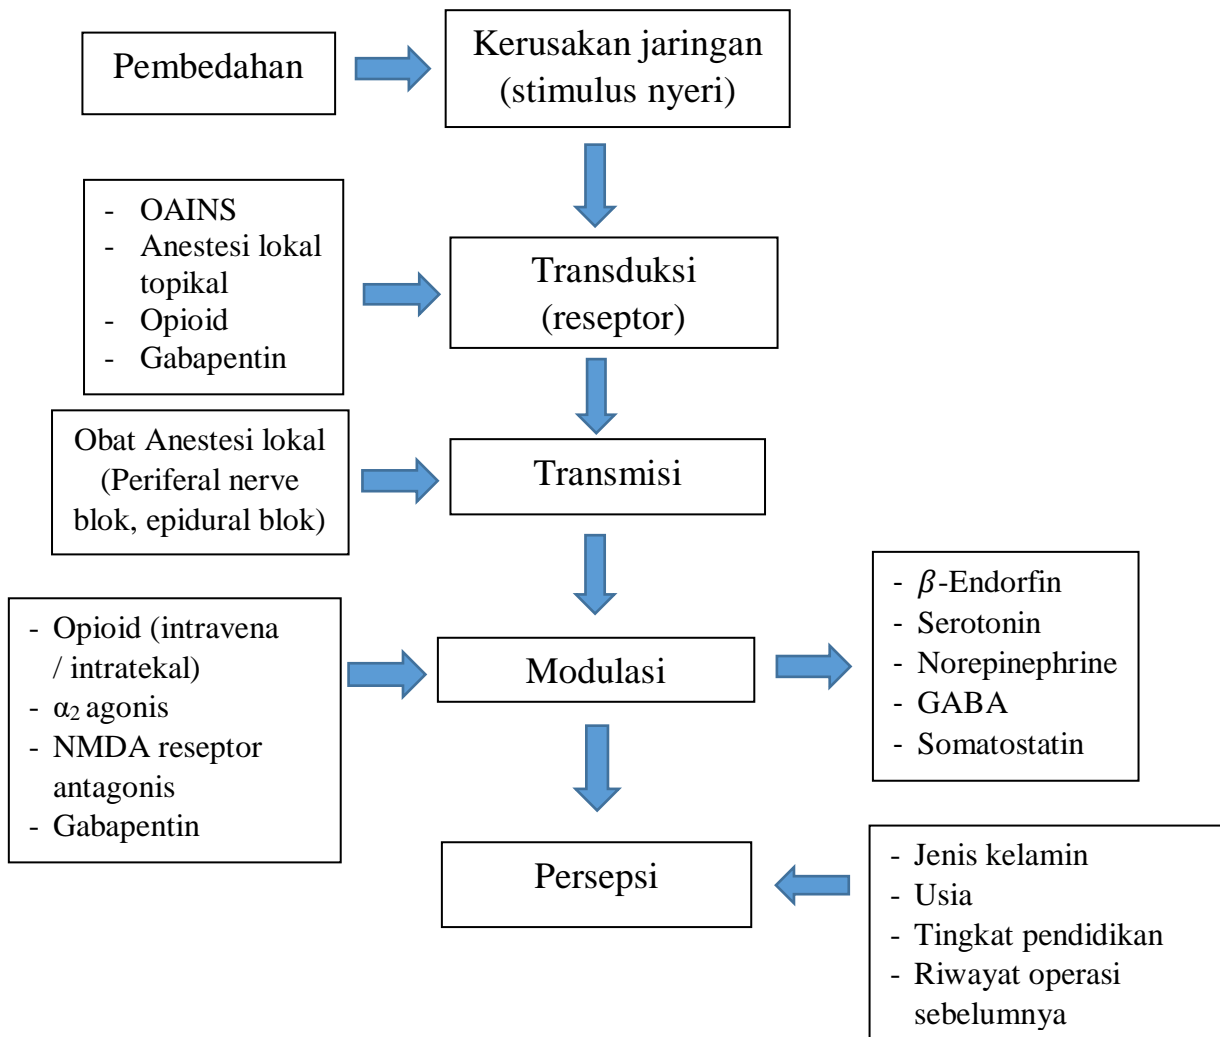 Pembedahan
Kerusakan jaringan
(stimulus nyeri)
- OAINS
- Anestesi lokal
topikal
- Opioid
- Gabapentin
Transduksi
(reseptor)
Obat Anestesi lokal
(Periferal nerve
blok, epidural blok)
Transmisi
- Opioid (intravena
/ intratekal)
- α₂ agonis
- NMDA reseptor
antagonis
- Gabapentin
Modulasi
- β-Endorfin
- Serotonin
- Norepinephrine
- GABA
- Somatostatin
Persepsi
- Jenis kelamin
- Usia
- Tingkat pendidikan
- Riwayat operasi
sebelumnya